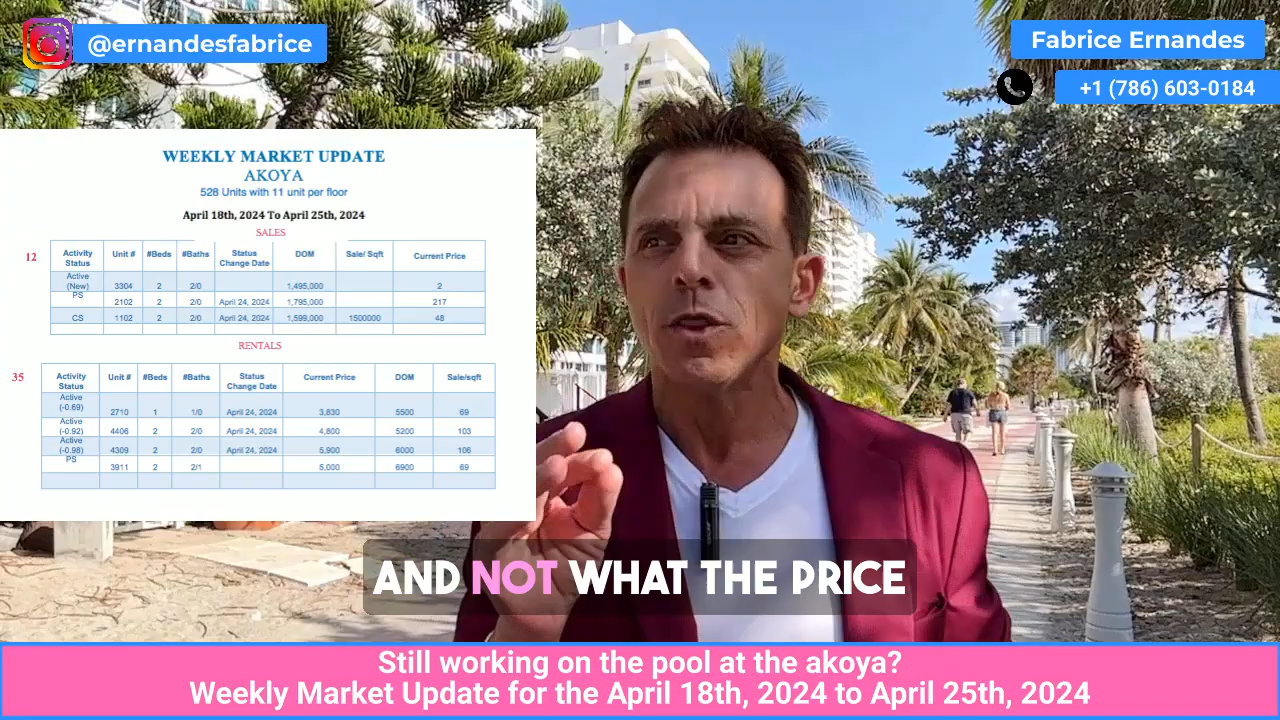 @ernandesfabrice
Fabrice Ernandes
+1 (786) 603-0184
WEEKLY MARKET UPDATE
AKOYA
528 Units with 11 unit per floor
April 18th, 2024 To April 25th, 2024
SALES
12
Activity Status Unit # #Beds #Baths Status Change Date DOM Sale/ Sqft Current Price
Active (New) 3304 2 2/0 1,495,000 2
PS 2102 2 2/0 April 24, 2024 1,795,000 217
CS 1102 2 2/0 April 24, 2024 1,599,000 1500000 48
RENTALS
35
Activity Status Unit # #Beds #Baths Status Change Date Current Price DOM Sale/sqft
Active (-0.69) 2710 1 1/0 April 24, 2024 3,830 5500 69
Active (-0.92) 4406 2 2/0 April 24, 2024 4,800 5200 103
Active (-0.98) 4309 2 2/0 April 24, 2024 5,900 6000 106
PS 3911 2 2/1 5,000 6900 69
AND NOT WHAT THE PRICE
Still working on the pool at the akoya?
Weekly Market Update for the April 18th, 2024 to April 25th, 2024